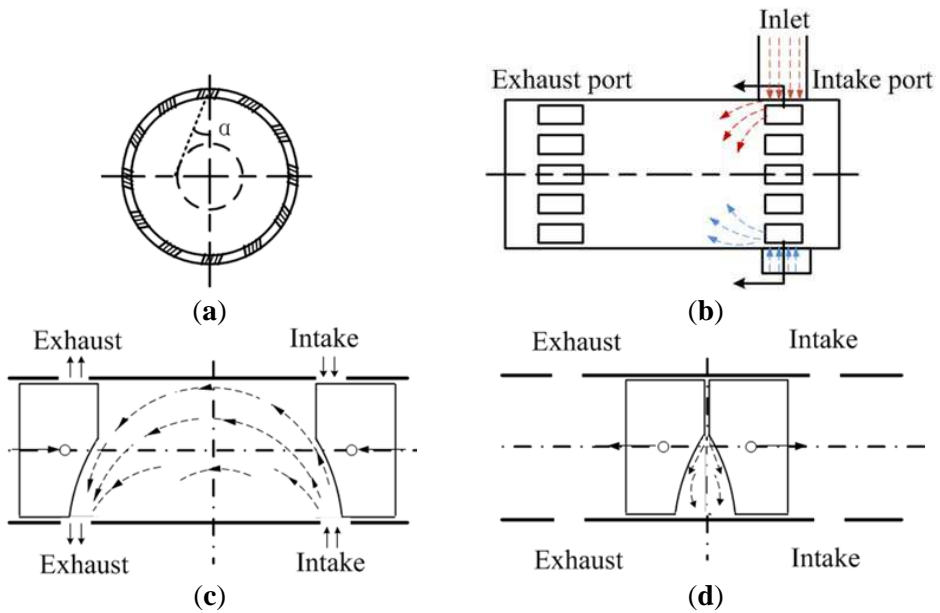 α
(a)
Inlet
Exhaust port
Intake port
(b)
Exhaust
Intake
Exhaust
Intake
(c)
Exhaust
Intake
Exhaust
Intake
(d)